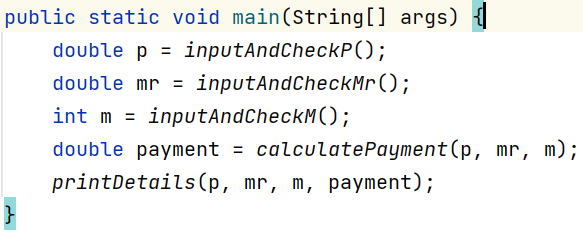 public static void main(String[] args) {
    double p = inputAndCheckP();
    double mr = inputAndCheckMr();
    int m = inputAndCheckM();
    double payment = calculatePayment(p, mr, m);
    printDetails(p, mr, m, payment);
}